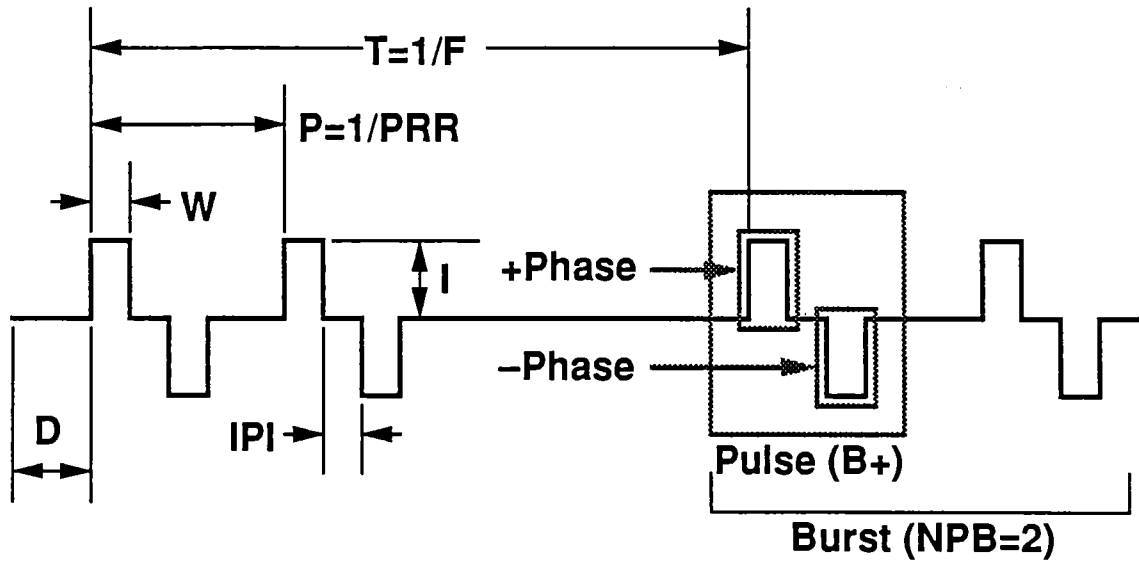 T=1/F
P=1/PRR
W
I
+Phase
–Phase
D
IPI
Pulse (B+)
Burst (NPB=2)